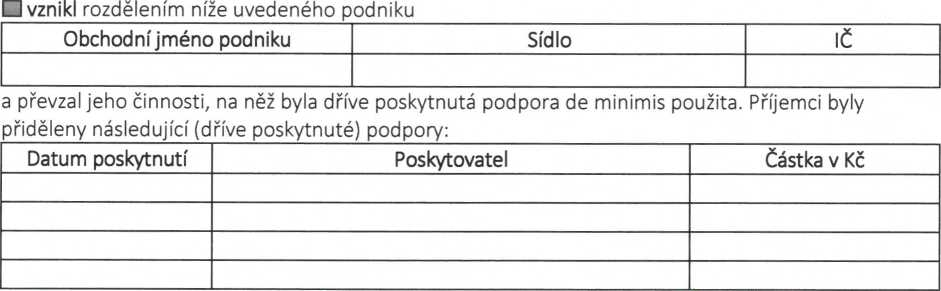 vznikl rozdělením níže uvedeného podniku
Obchodní jméno podniku Sídlo IČ
a převzal jeho činnosti, na něž byla dříve poskytnutá podpora de minimis použita. Příjemci byly
přiděleny následující (dříve poskytnuté) podpory:
Datum poskytnutí Poskytovatel Částka v Kč